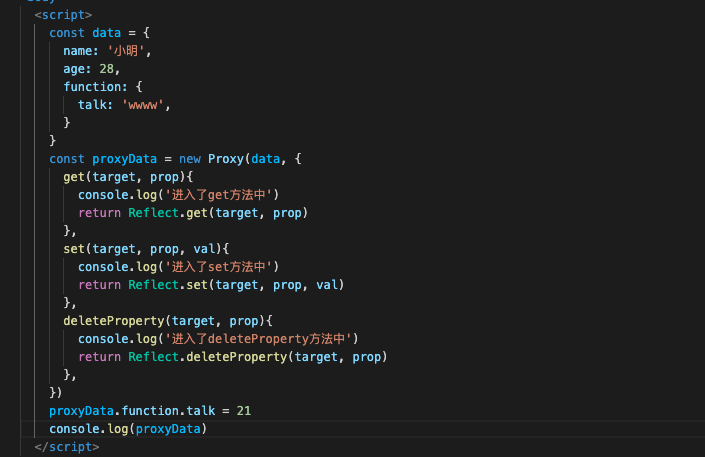 <script>
const data = {
name: '小明',
age: 28,
function: {
talk: 'wwww',
}
}
const proxyData = new Proxy(data, {
get(target, prop){
console.log('进入了get方法中')
return Reflect.get(target, prop)
},
set(target, prop, val){
console.log('进入了set方法中')
return Reflect.set(target, prop, val)
},
deleteProperty(target, prop){
console.log('进入了deleteProperty方法中')
return Reflect.deleteProperty(target, prop)
},
})
proxyData.function.talk = 21
console.log(proxyData)
</script>